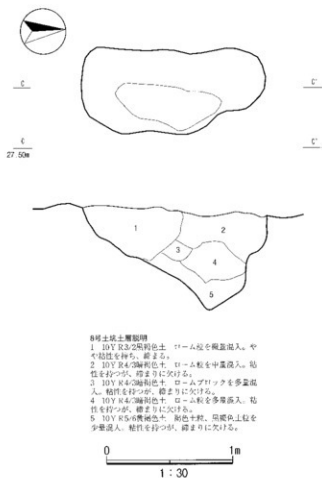 C C'
C C'
27.50m
1
2
3
4
5
8号土坑土層説明
1 10YR3/2黒褐色土 ローム粒を微量混入。や
や粘性を持ち、締まる。
2 10YR4/3暗褐色土 ローム粒を中量混入。粘
性を持つが、締まりに欠ける。
3 10YR4/3暗褐色土 ロームブロックを多量混
入。粘性を持つが、締まりに欠ける。
4 10YR4/3暗褐色土 ローム粒を多量混入。粘
性を持つが、締まりに欠ける。
5 10YR5/6黄褐色土 褐色土粒、黒褐色土粒を
少量混入。粘性を持つが、締まりに欠ける。
0 1m
1:30